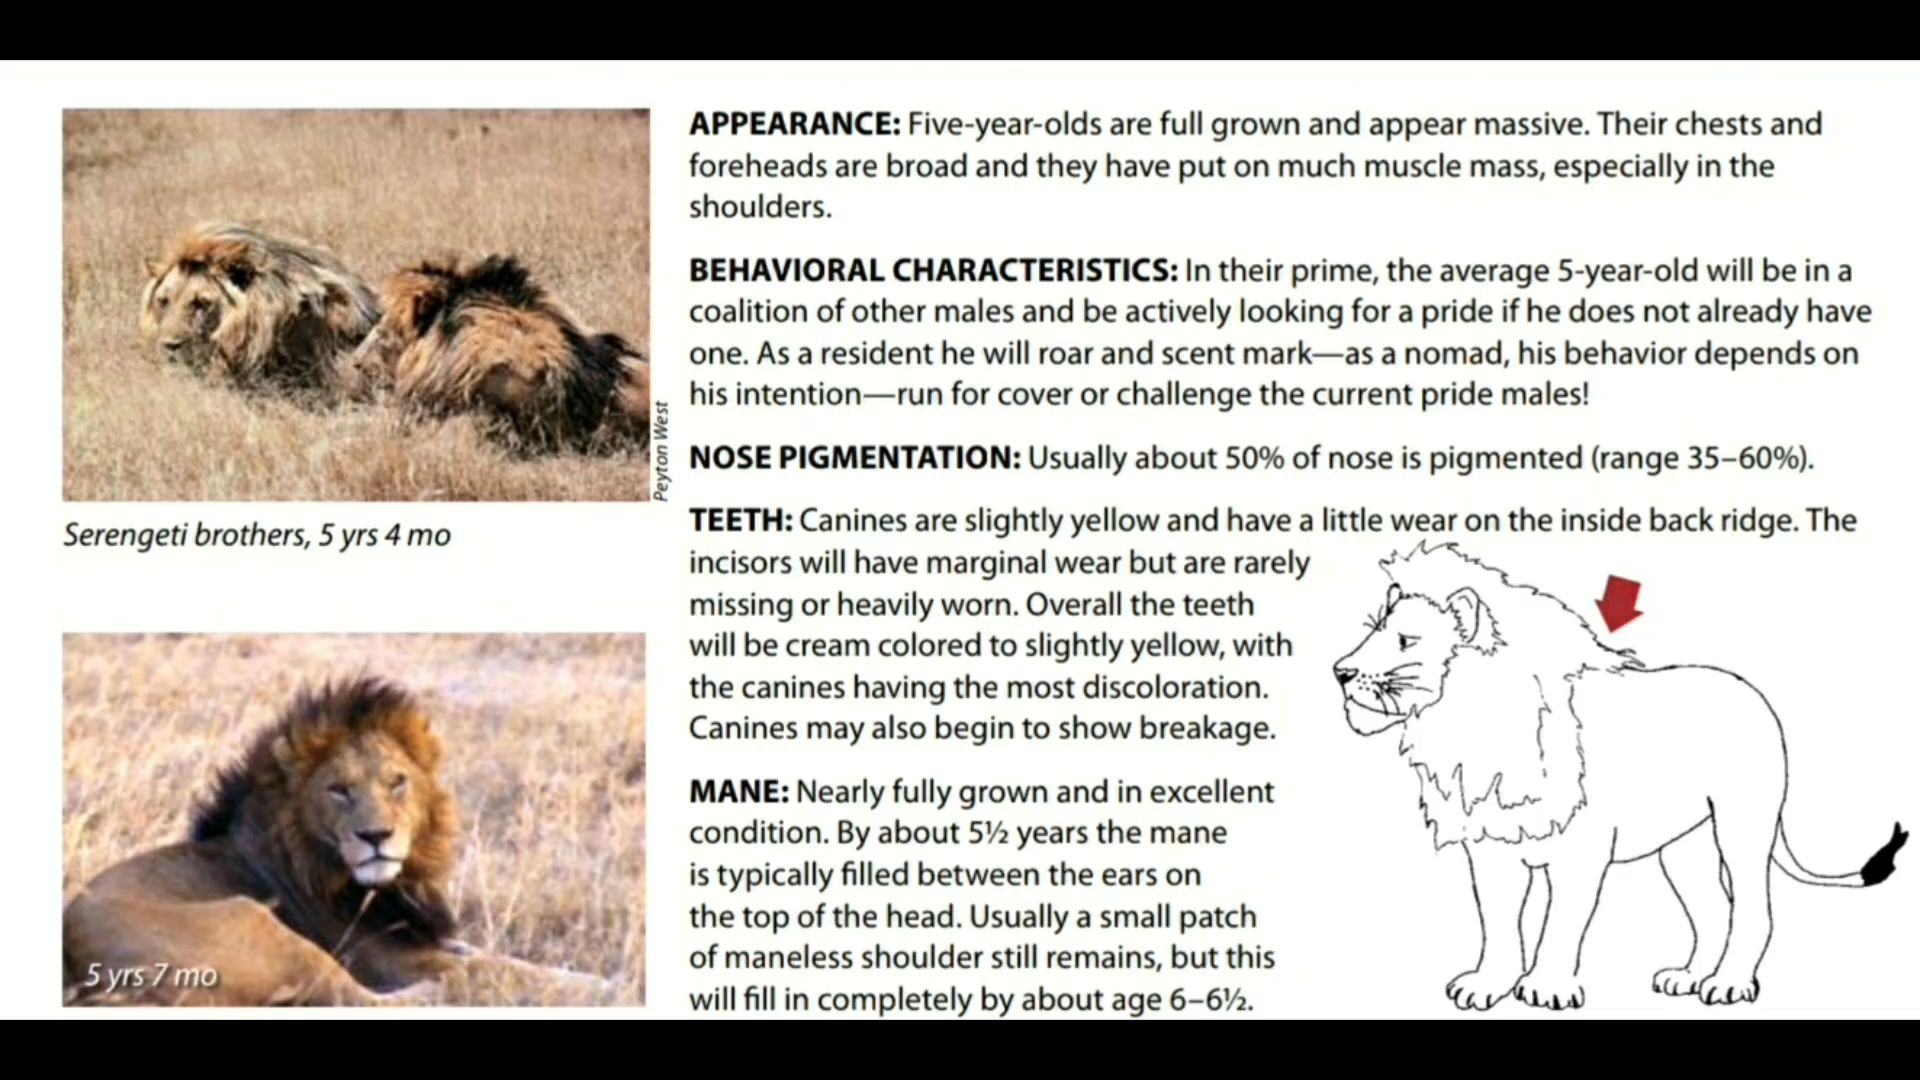 APPEARANCE: Five-year-olds are full grown and appear massive. Their chests and
foreheads are broad and they have put on much muscle mass, especially in the
shoulders.
BEHAVIORAL CHARACTERISTICS: In their prime, the average 5-year-old will be in a
coalition of other males and be actively looking for a pride if he does not already have
one. As a resident he will roar and scent mark—as a nomad, his behavior depends on
his intention—run for cover or challenge the current pride males!
NOSE PIGMENTATION: Usually about 50% of nose is pigmented (range 35–60%).
TEETH: Canines are slightly yellow and have a little wear on the inside back ridge. The
incisors will have marginal wear but are rarely
missing or heavily worn. Overall the teeth
will be cream colored to slightly yellow, with
the canines having the most discoloration.
Canines may also begin to show breakage.
MANE: Nearly fully grown and in excellent
condition. By about 5½ years the mane
is typically filled between the ears on
the top of the head. Usually a small patch
of maneless shoulder still remains, but this
will fill in completely by about age 6–6½.
Peyton West
Serengeti brothers, 5 yrs 4 mo
5 yrs 7 mo